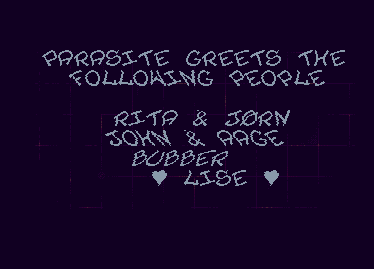 PARASITE GREETS THE
FOLLOWING PEOPLE
RITA & JØRN
JOHN & AAGE
BUBBER
♥ LISE ♥